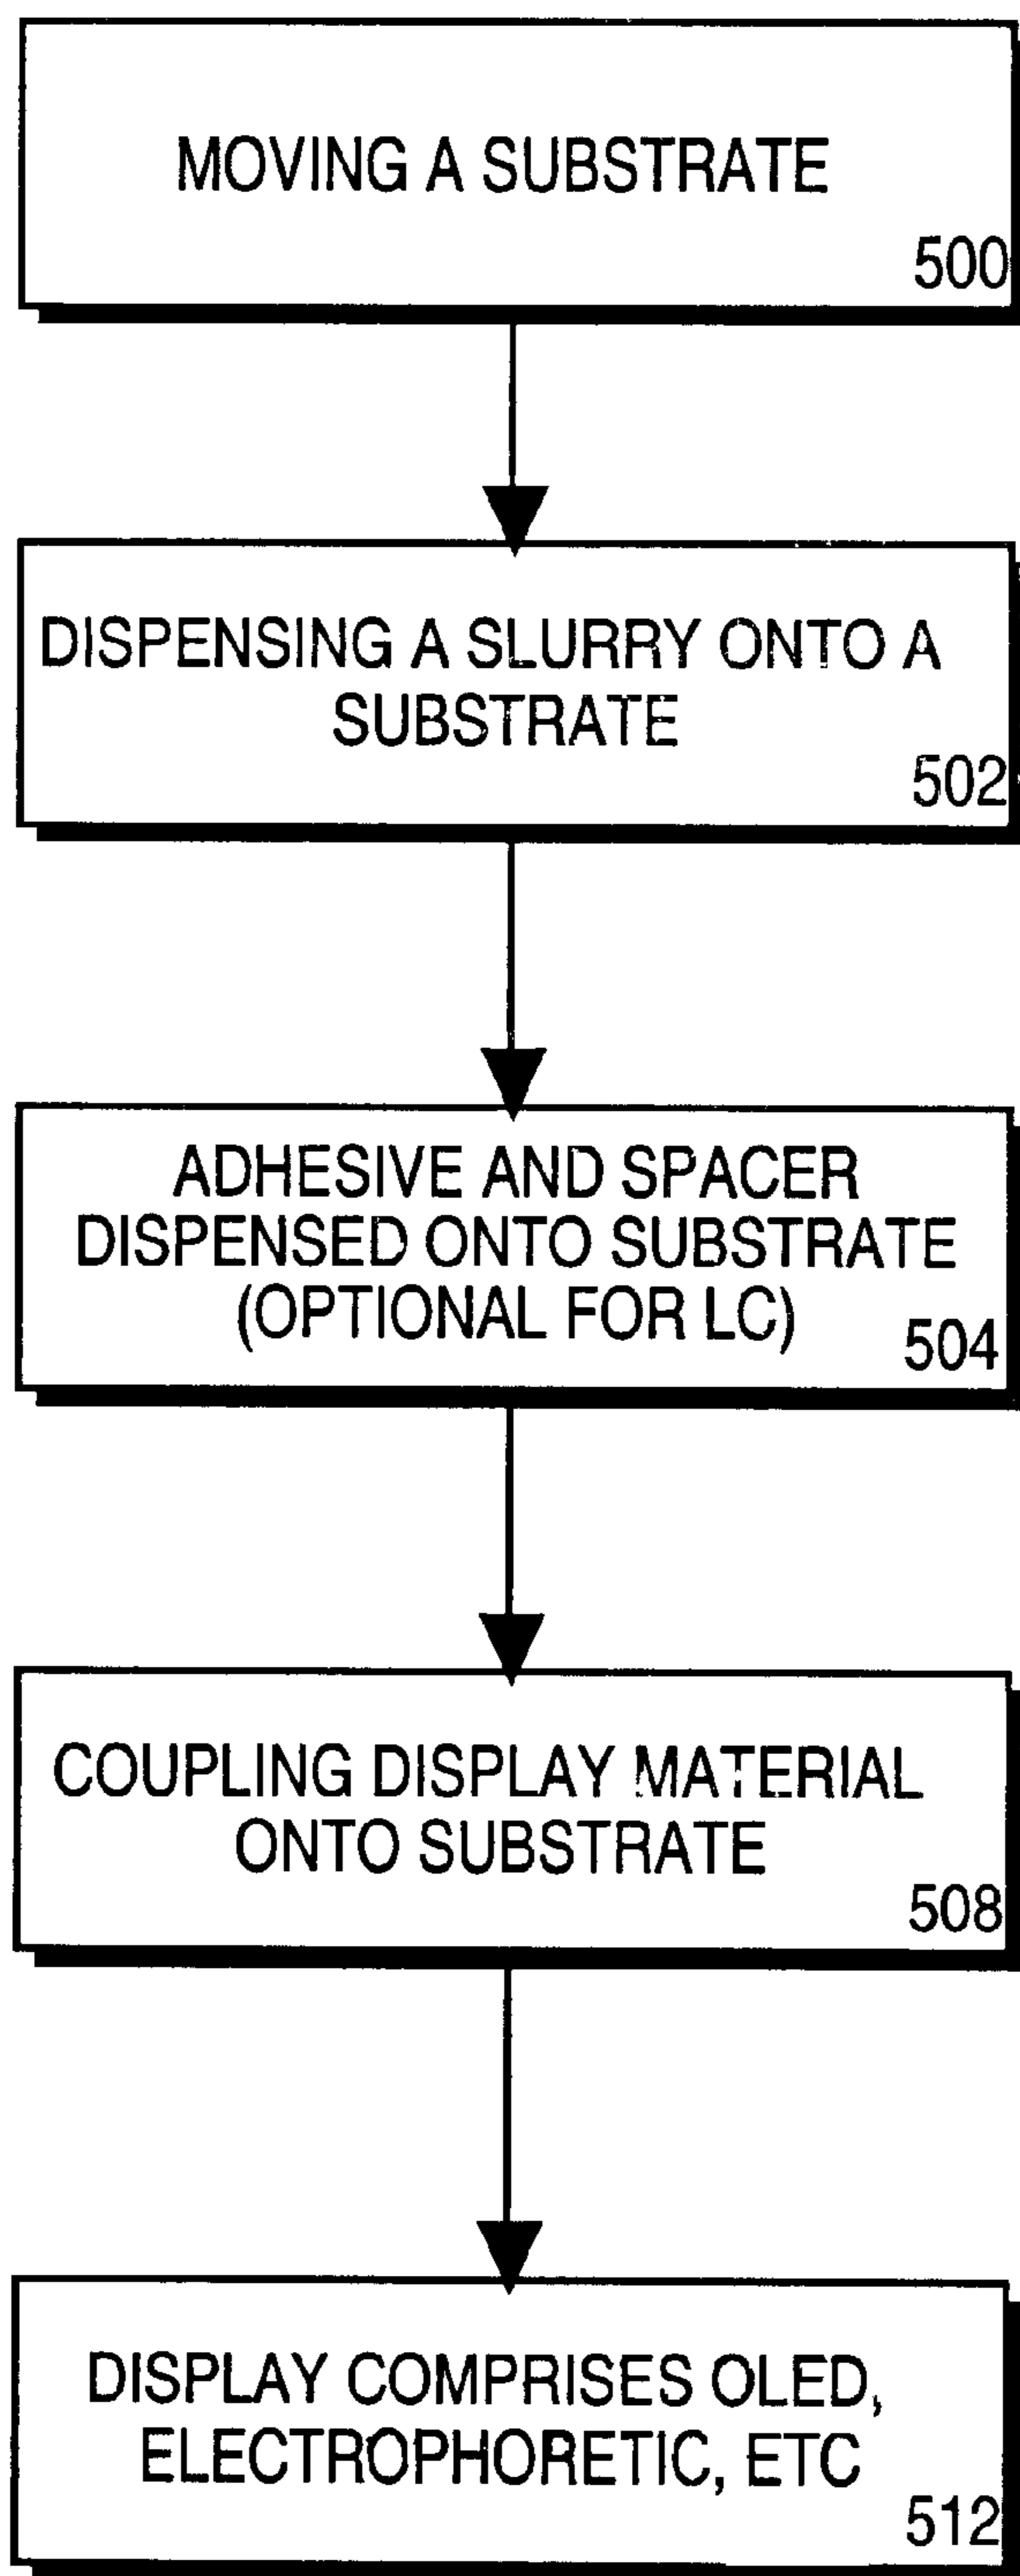 MOVING A SUBSTRATE
500
DISPENSING A SLURRY ONTO A
SUBSTRATE
502
ADHESIVE AND SPACER
DISPENSED ONTO SUBSTRATE
(OPTIONAL FOR LC)
504
COUPLING DISPLAY MATERIAL
ONTO SUBSTRATE
508
DISPLAY COMPRISES OLED,
ELECTROPHORETIC, ETC
512